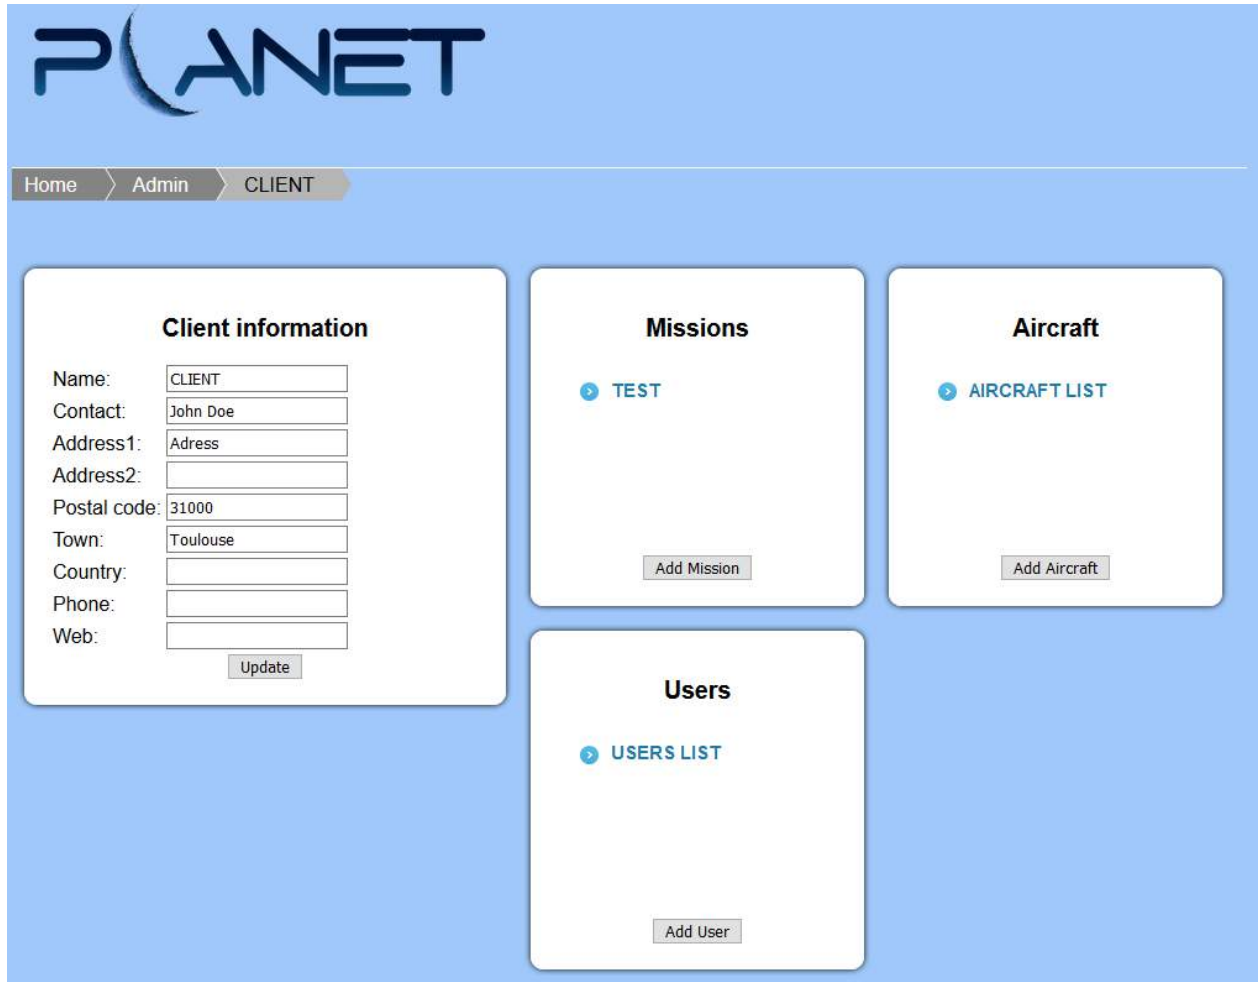 PLANET
Home Admin CLIENT
Client information
Name: CLIENT
Contact: John Doe
Address1: Adress
Address2:
Postal code: 31000
Town: Toulouse
Country:
Phone:
Web:
Update
Missions
TEST
Add Mission
Aircraft
AIRCRAFT LIST
Add Aircraft
Users
USERS LIST
Add User